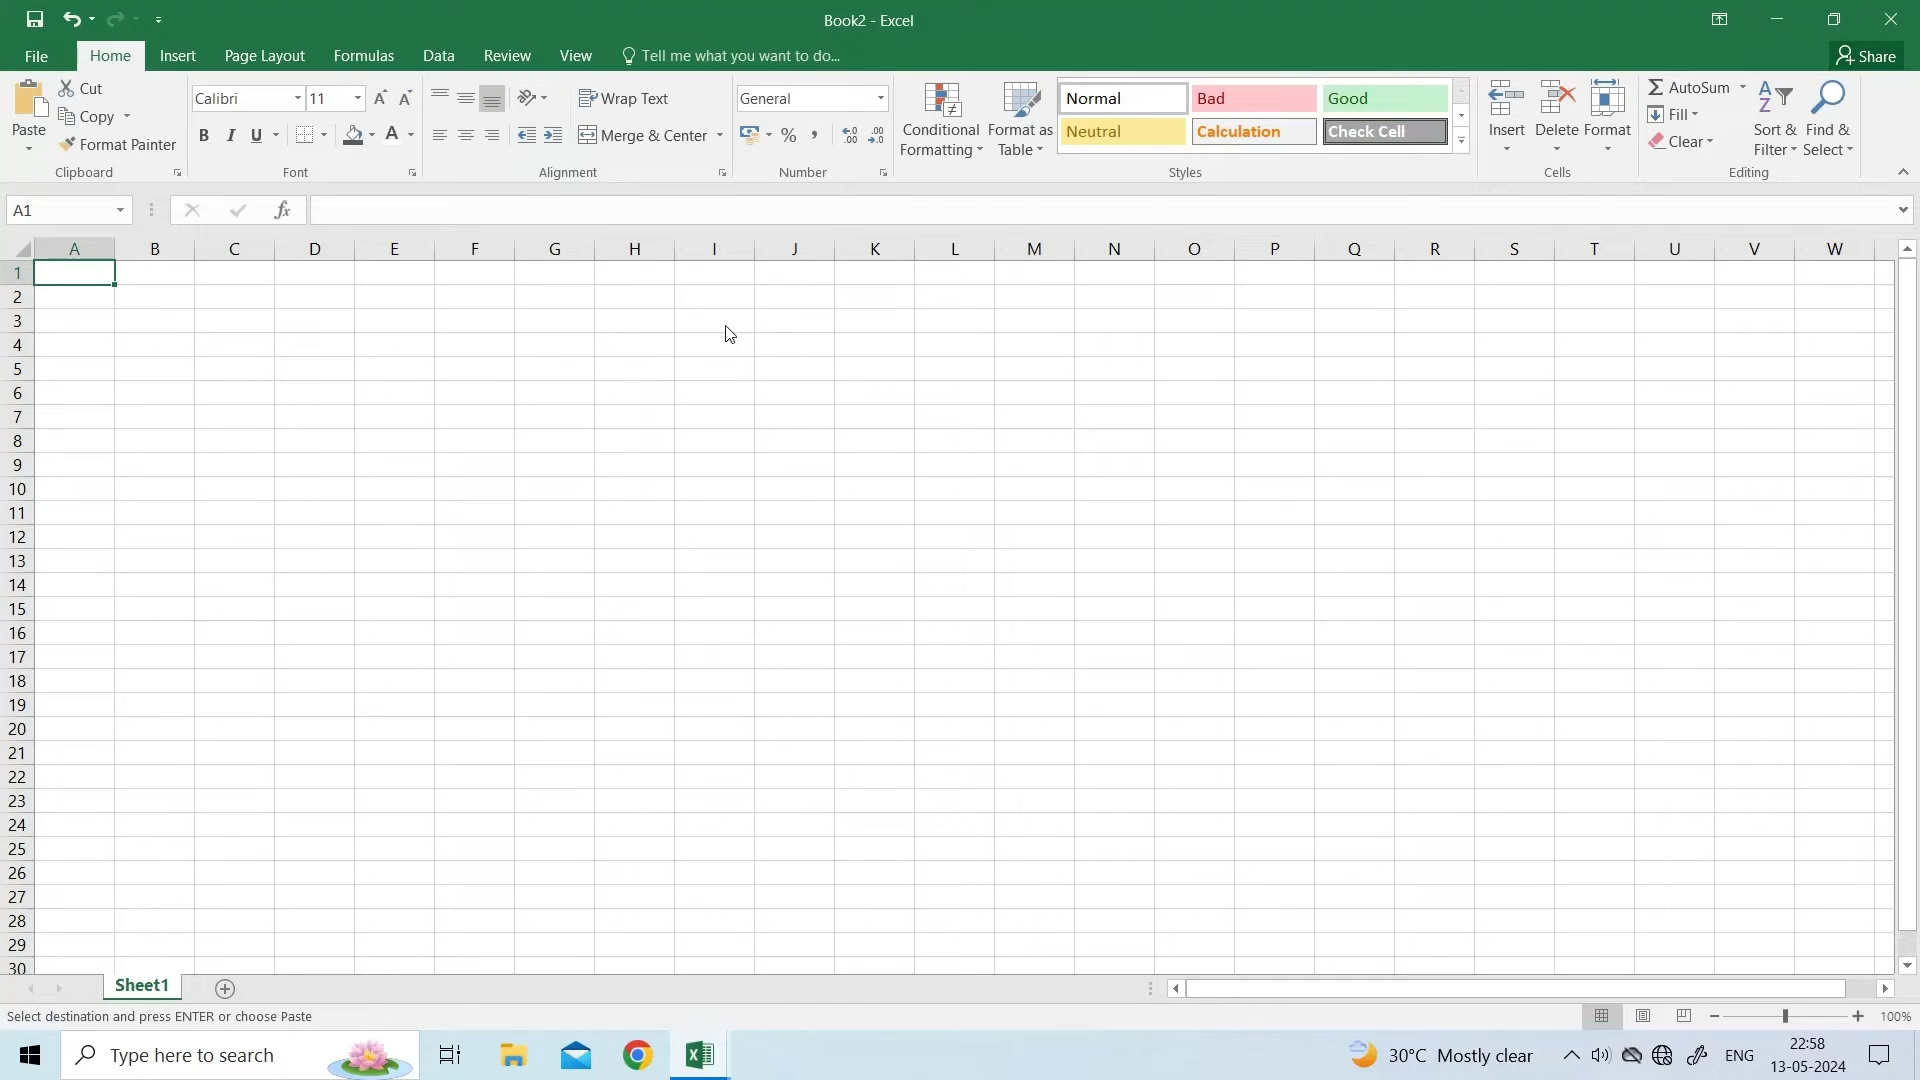 Book2 - Excel
File Home Insert Page Layout Formulas Data Review View Tell me what you want to do... Share
Paste
Cut
Copy
Format Painter
Clipboard
Calibri 11
B I U A
Font
Wrap Text
Merge & Center
Alignment
General
% ,
Number
Conditional Formatting
Format as Table
Normal Bad Good
Neutral Calculation Check Cell
Styles
Insert Delete Format
Cells
AutoSum
Fill
Clear
Sort & Filter
Find & Select
Editing
A1 fx
A B C D E F G H I J K L M N O P Q R S T U V W
1
2
3
4
5
6
7
8
9
10
11
12
13
14
15
16
17
18
19
20
21
22
23
24
25
26
27
28
29
30
Sheet1
Select destination and press ENTER or choose Paste 100%
Type here to search 30°C Mostly clear ENG
22:58
13-05-2024